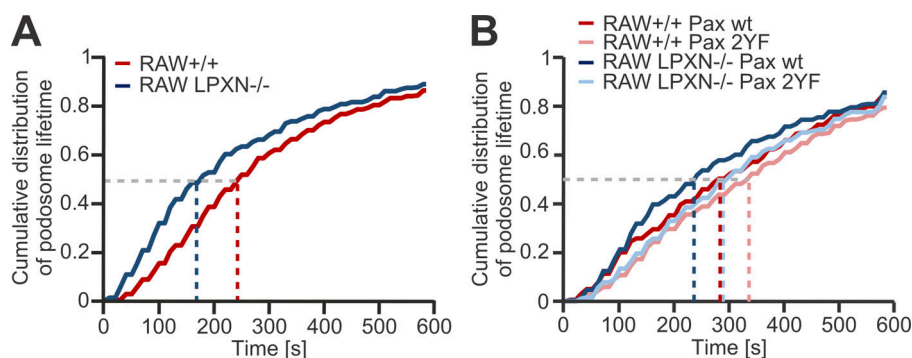 A
Cumulative distribution
of podosome lifetime
1
0.8
0.6
0.4
0.2
0
RAW+/+
RAW LPXN-/-
0 100 200 300 400 500 600
Time [s]
B
Cumulative distribution
of podosome lifetime
1
0.8
0.6
0.4
0.2
0
RAW+/+ Pax wt
RAW+/+ Pax 2YF
RAW LPXN-/- Pax wt
RAW LPXN-/- Pax 2YF
0 100 200 300 400 500 600
Time [s]